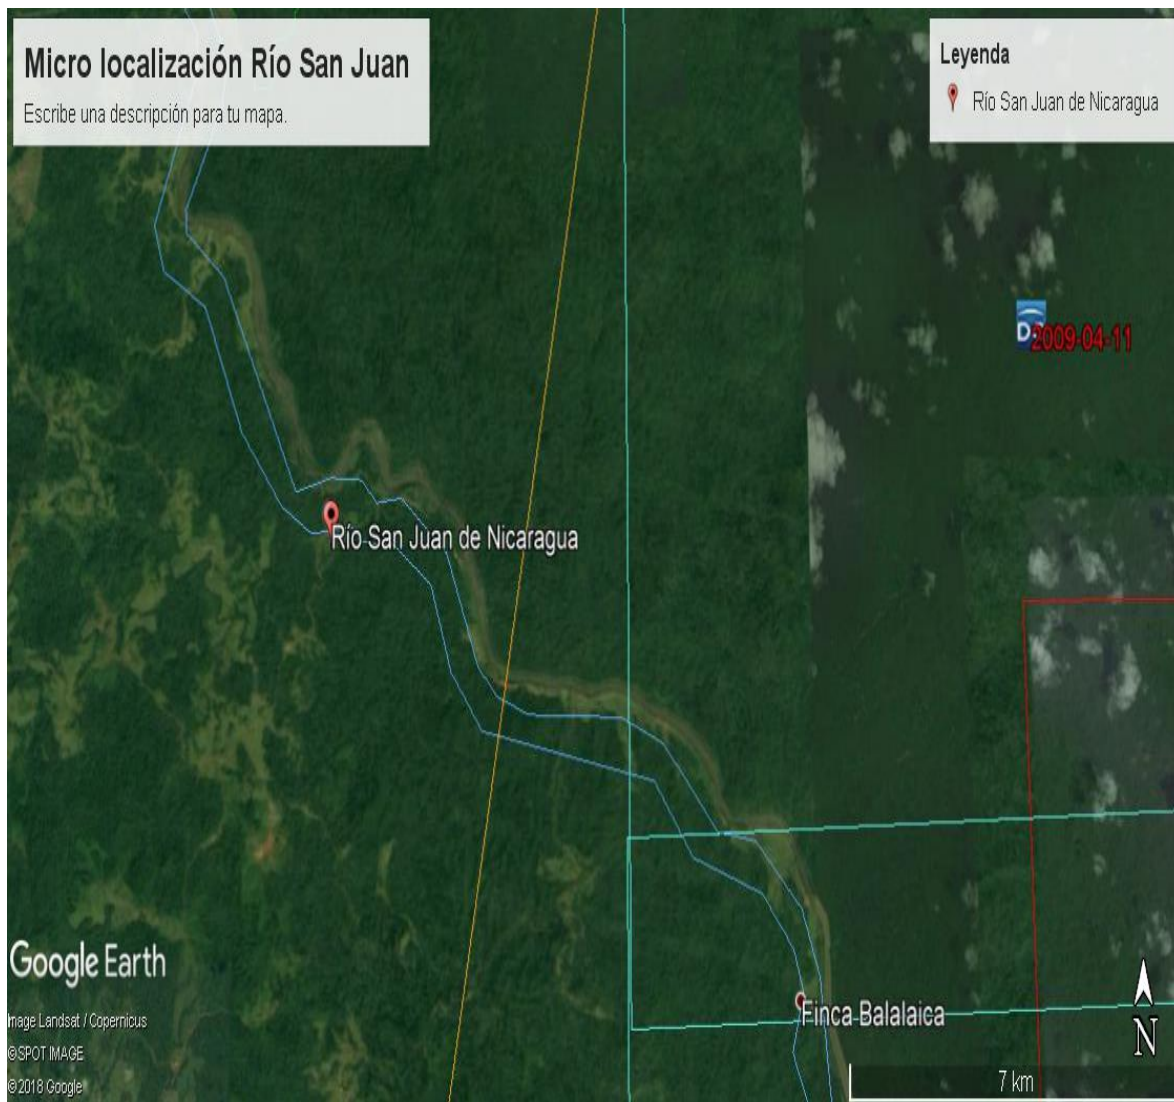 Micro localización Río San Juan
Escribe una descripción para tu mapa.
Leyenda
Río San Juan de Nicaragua
D
2009-04-11
Río San Juan de Nicaragua
Finca Balalaica
Google Earth
Image Landsat / Copernicus
© SPOT IMAGE
© 2018 Google
7 km
N